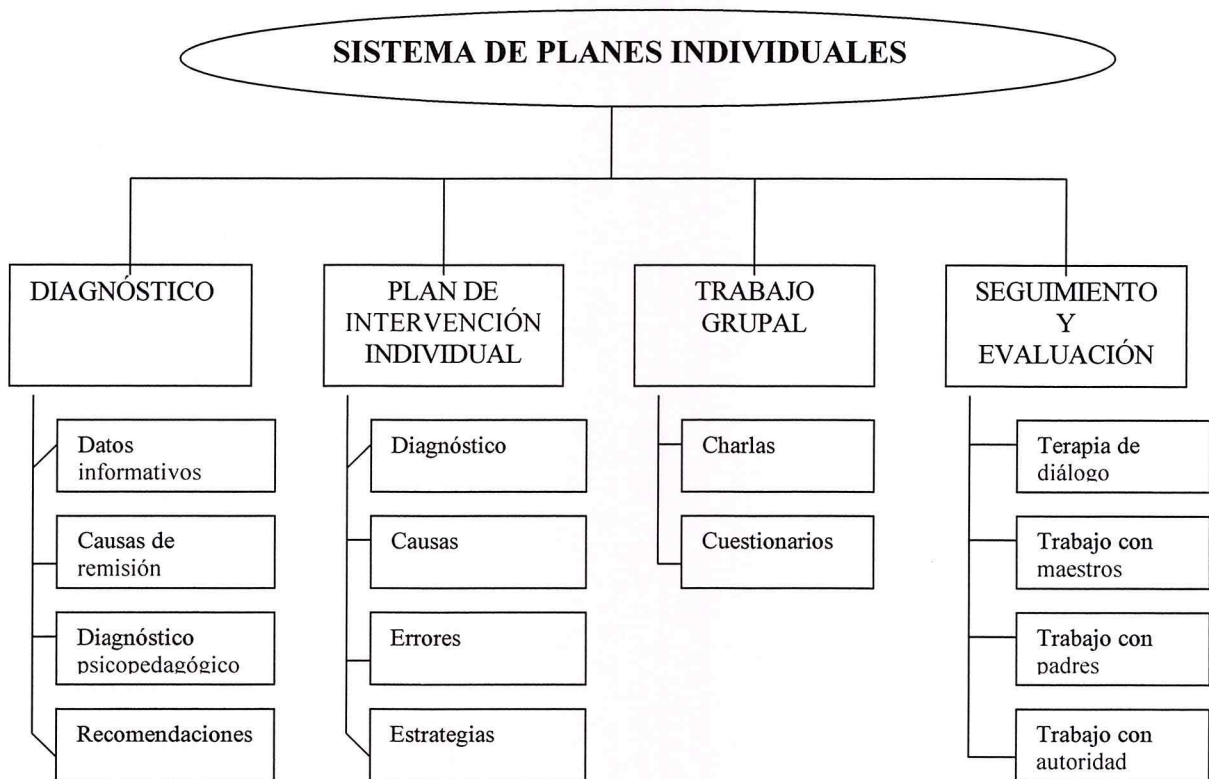 SISTEMA DE PLANES INDIVIDUALES
DIAGNÓSTICO
PLAN DE
INTERVENCIÓN
INDIVIDUAL
TRABAJO
GRUPAL
SEGUIMIENTO
Y
EVALUACIÓN
Datos
informativos
Causas de
remisión
Diagnóstico
psicopedagógico
Recomendaciones
Diagnóstico
Causas
Errores
Estrategias
Charlas
Cuestionarios
Terapia de
diálogo
Trabajo con
maestros
Trabajo con
padres
Trabajo con
autoridad